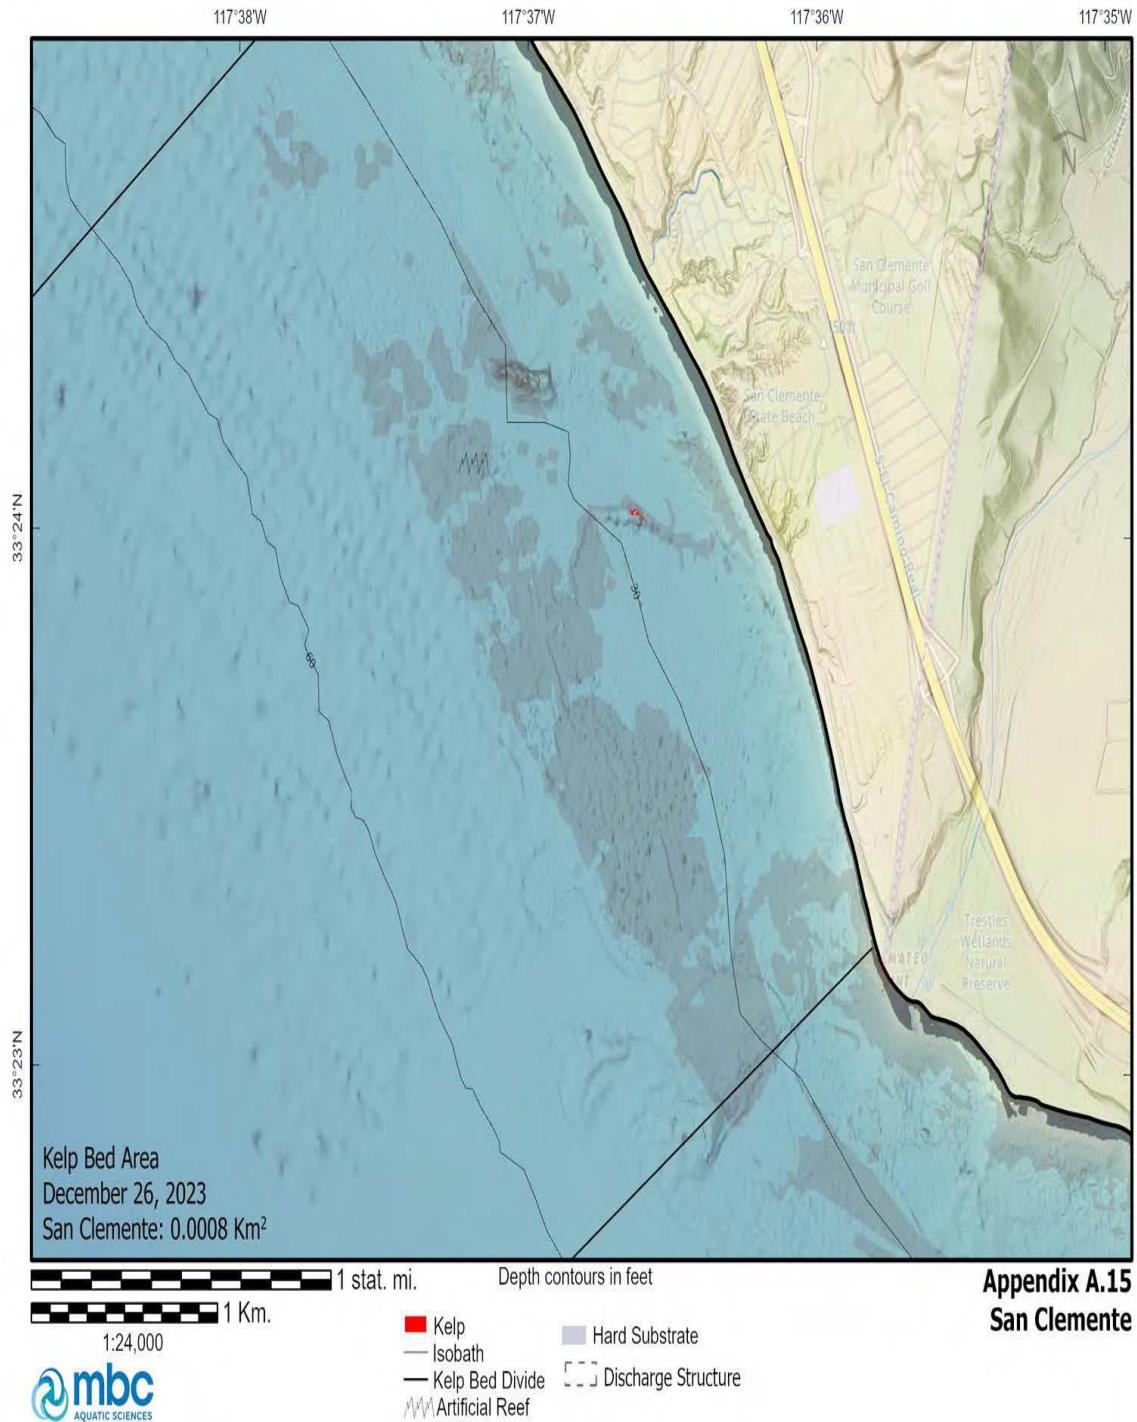 117°38'W 117°37'W 117°36'W 117°35'W
N
San Clemente
Municipal Golf
Course
450ft
San Clemente
State Beach
33°24'N
S El Camino Real
30
60
Trestles
Wetlands
Natural
Preserve
MATEO
NT
33°23'N
Kelp Bed Area
December 26, 2023
San Clemente: 0.0008 Km²
1 stat. mi.
Depth contours in feet
Appendix A.15
San Clemente
1 Km.
1:24,000
Kelp
Isobath
Kelp Bed Divide
Artificial Reef
Hard Substrate
Discharge Structure
mbc
AQUATIC SCIENCES